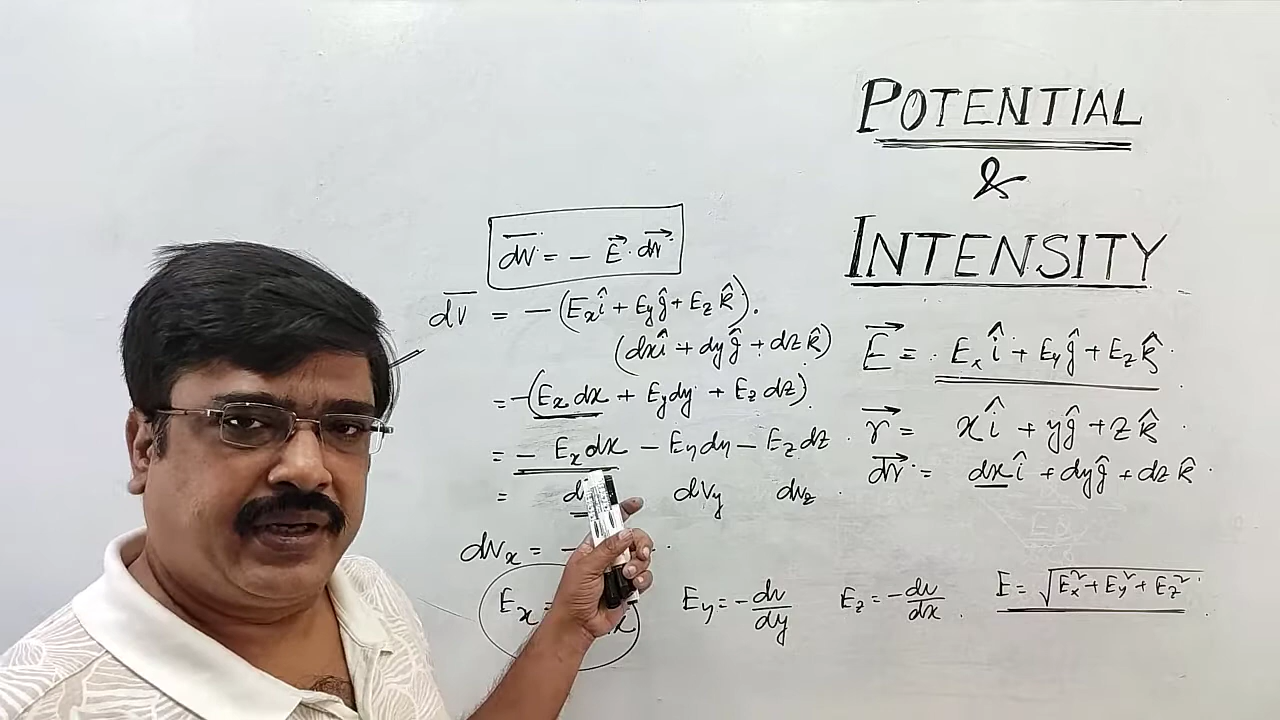 POTENTIAL
&
INTENSITY
dV = − E⃗ · dr⃗
dV = − (Exî + Eyĵ + Ezk̂).
(dxî + dyĵ + dzk̂)
= −(Exdx + Eydy + Ezdz).
= − Exdx − Eydy − Ezdz.
= dVy dVz.
dVx = −
Ex =
Ey = −dv/dy
Ez = −dv/dx.
E⃗ = Exî + Eyĵ + Ezk̂.
r⃗ = xî + yĵ + zk̂.
dr⃗ = dxî + dyĵ + dzk̂.
E = √Ex² + Ey² + Ez².